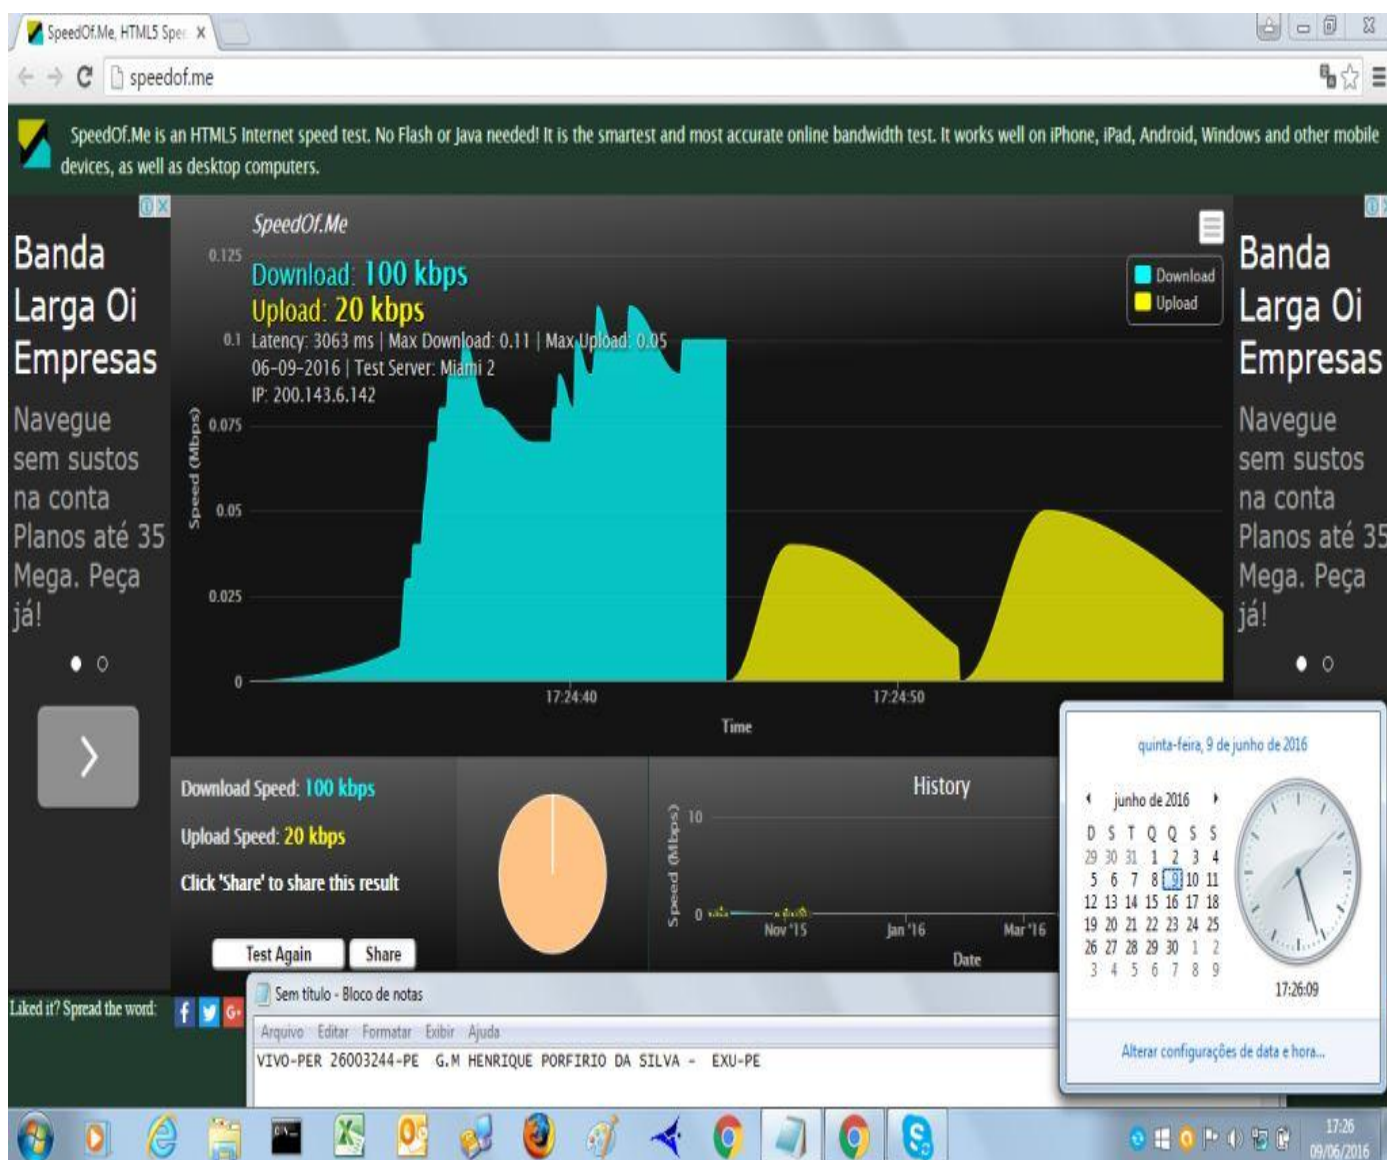 SpeedOf.Me, HTML5 Spee
speedof.me
SpeedOf.Me is an HTML5 Internet speed test. No Flash or Java needed! It is the smartest and most accurate online bandwidth test. It works well on iPhone, iPad, Android, Windows and other mobile
devices, as well as desktop computers.
Banda
Larga Oi
Empresas
Navegue
sem sustos
na conta
Planos até 35
Mega. Peça
já!
SpeedOf.Me
Download: 100 kbps
Upload: 20 kbps
Latency: 3063 ms | Max Download: 0.11 | Max Upload: 0.05
06-09-2016 | Test Server: Miami 2
IP: 200.143.6.142
Download
Upload
Speed (Mbps)
0.125
0.1
0.075
0.05
0.025
0
17:24:40
17:24:50
Time
Banda
Larga Oi
Empresas
Navegue
sem sustos
na conta
Planos até 35
Mega. Peça
já!
Download Speed: 100 kbps
Upload Speed: 20 kbps
Click 'Share' to share this result
Test Again
Share
History
Speed (Mbps)
10
0
Nov '15
Jan '16
Mar '16
Date
quinta-feira, 9 de junho de 2016
junho de 2016
D S T Q Q S S
29 30 31 1 2 3 4
5 6 7 8 9 10 11
12 13 14 15 16 17 18
19 20 21 22 23 24 25
26 27 28 29 30 1 2
3 4 5 6 7 8 9
17:26:09
Alterar configurações de data e hora...
Liked it? Spread the word:
Sem título - Bloco de notas
Arquivo Editar Formatar Exibir Ajuda
VIVO-PER 26003244-PE G.M HENRIQUE PORFIRIO DA SILVA - EXU-PE
17:26
09/06/2016